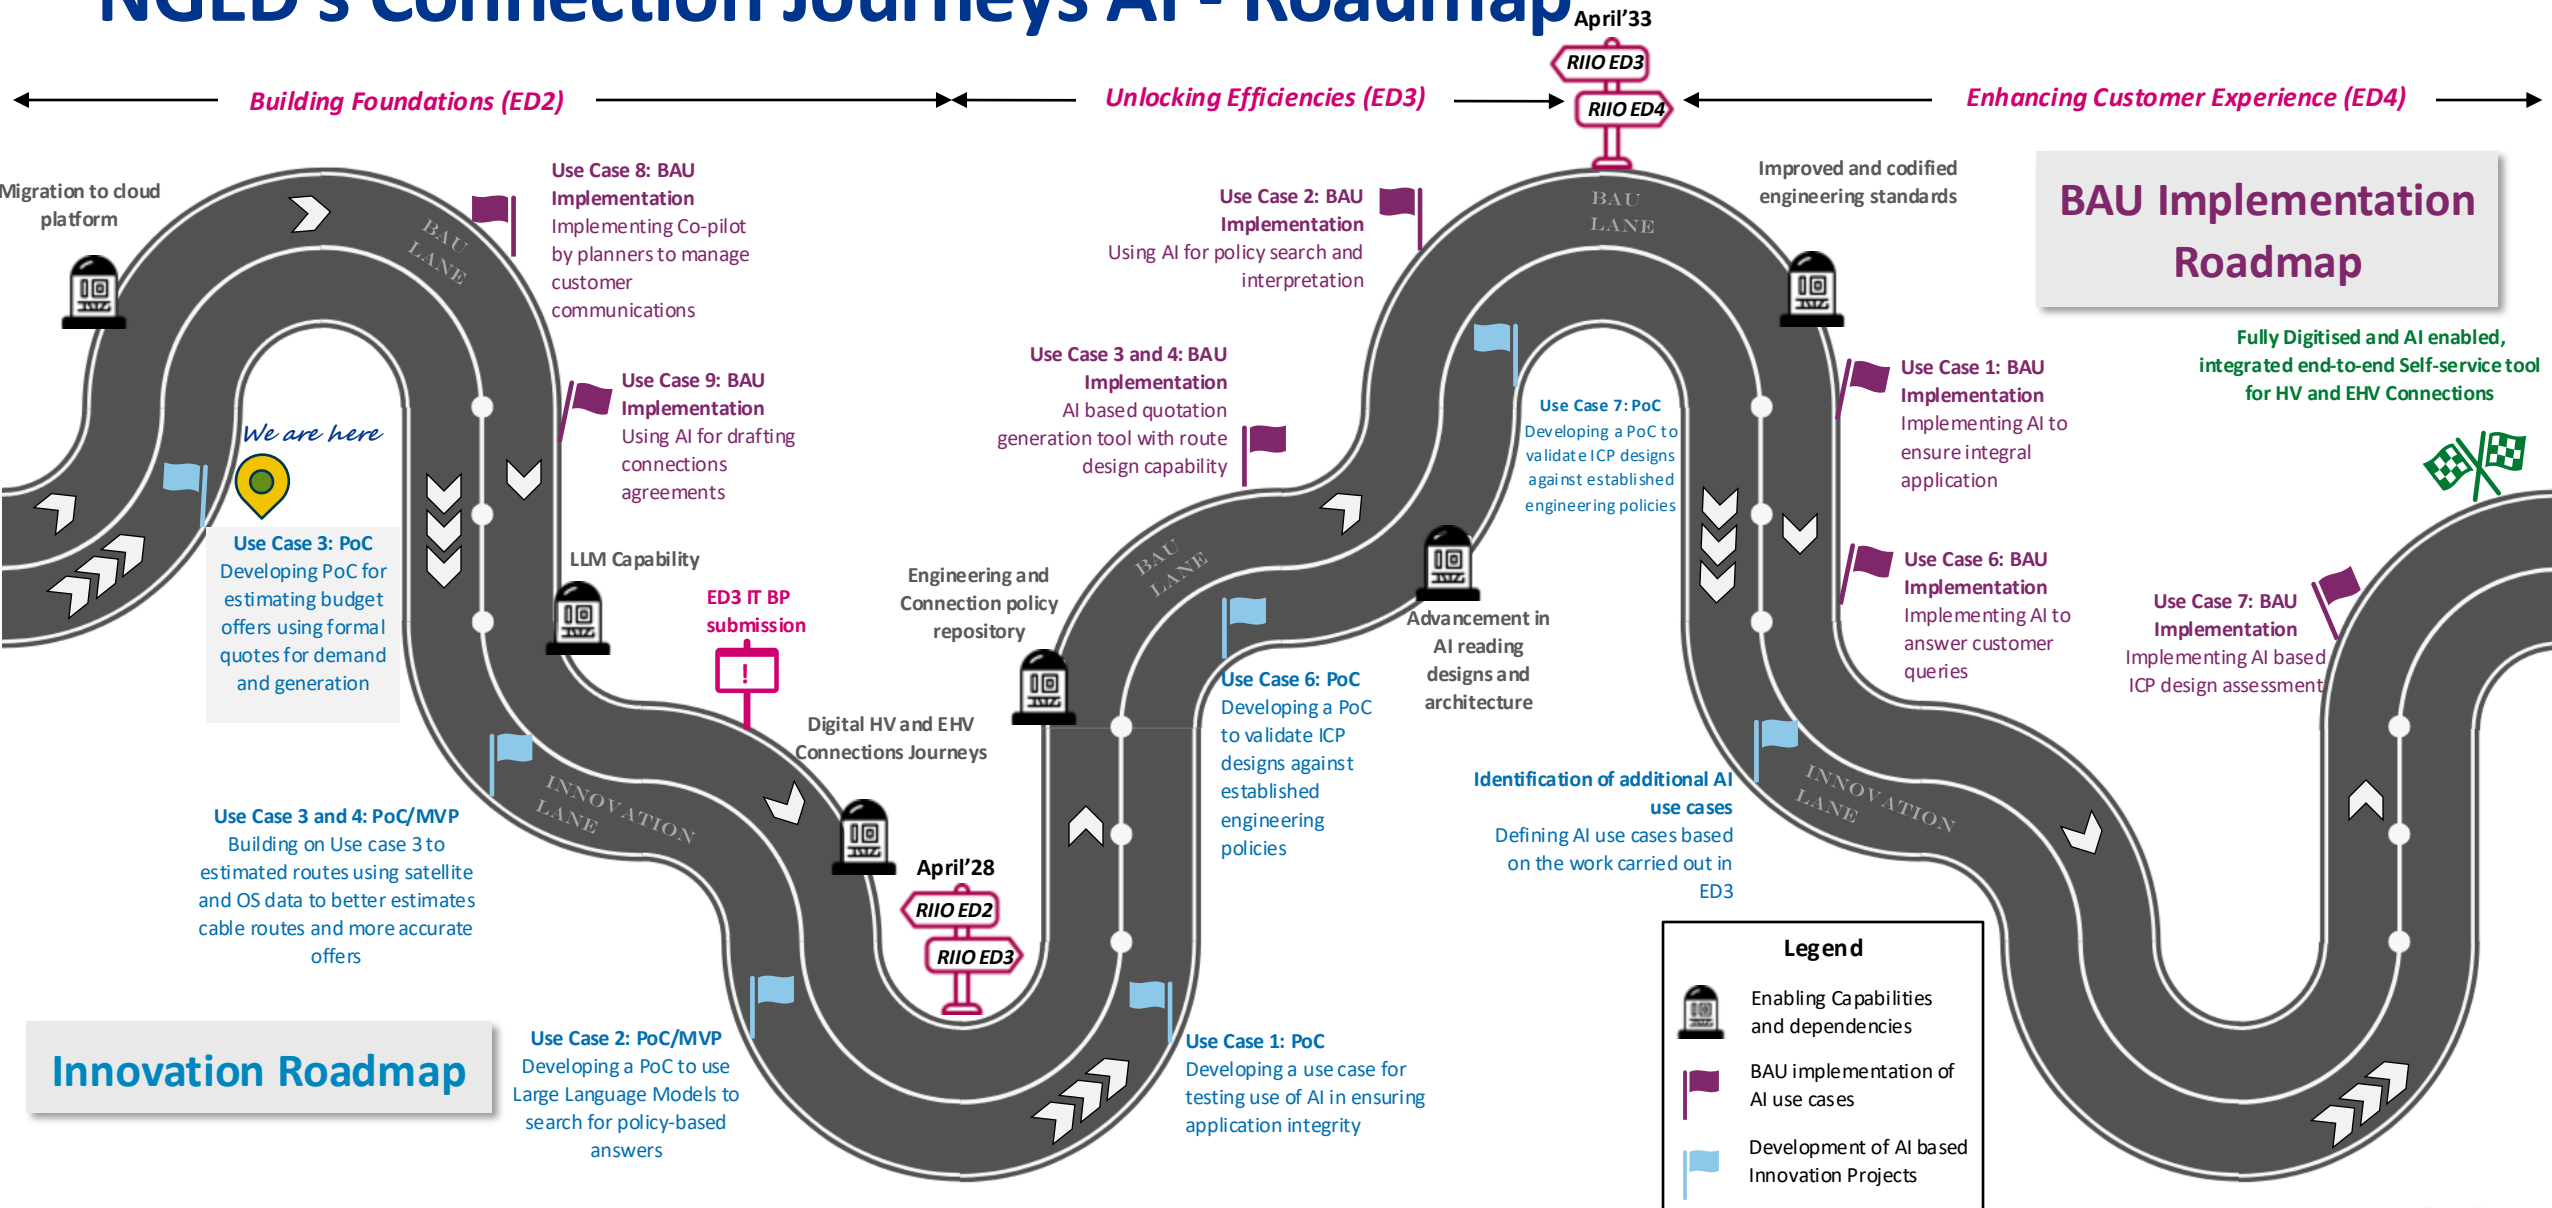 NGED's Connection Journeys AI - Roadmap
April'33
RIIO ED3
RIIO ED4
Building Foundations (ED2)
Unlocking Efficiencies (ED3)
Enhancing Customer Experience (ED4)
Migration to cloud
platform
BAU
LANE
Use Case 8: BAU
Implementation
Implementing Co-pilot
by planners to manage
customer
communications
Use Case 9: BAU
Implementation
Using AI for drafting
connections
agreements
We are here
Use Case 3: PoC
Developing PoC for
estimating budget
offers using formal
quotes for demand
and generation
LLM Capability
ED3 IT BP
submission
!
Digital HV and EHV
Connections Journeys
Use Case 3 and 4: PoC/MVP
Building on Use case 3 to
estimated routes using satellite
and OS data to better estimates
cable routes and more accurate
offers
INNOVATION
LANE
Innovation Roadmap
Use Case 2: PoC/MVP
Developing a PoC to use
Large Language Models to
search for policy-based
answers
April'28
RIIO ED2
RIIO ED3
Engineering and
Connection policy
repository
Use Case 1: PoC
Developing a use case for
testing use of AI in ensuring
application integrity
BAU
LANE
Use Case 6: PoC
Developing a PoC
to validate ICP
designs against
established
engineering
policies
Use Case 3 and 4: BAU
Implementation
AI based quotation
generation tool with route
design capability
Use Case 2: BAU
Implementation
Using AI for policy search and
interpretation
Advancement in
AI reading
designs and
architecture
Use Case 7: PoC
Developing a PoC to
validate ICP designs
against established
engineering policies
BAU
LANE
Improved and codified
engineering standards
Use Case 1: BAU
Implementation
Implementing AI to
ensure integral
application
Use Case 6: BAU
Implementation
Implementing AI to
answer customer
queries
Identification of additional AI
use cases
Defining AI use cases based
on the work carried out in
ED3
INNOVATION
LANE
Use Case 7: BAU
Implementation
Implementing AI based
ICP design assessment
BAU Implementation
Roadmap
Fully Digitised and AI enabled,
integrated end-to-end Self-service tool
for HV and EHV Connections
Legend
Enabling Capabilities
and dependencies
BAU implementation of
AI use cases
Development of AI based
Innovation Projects